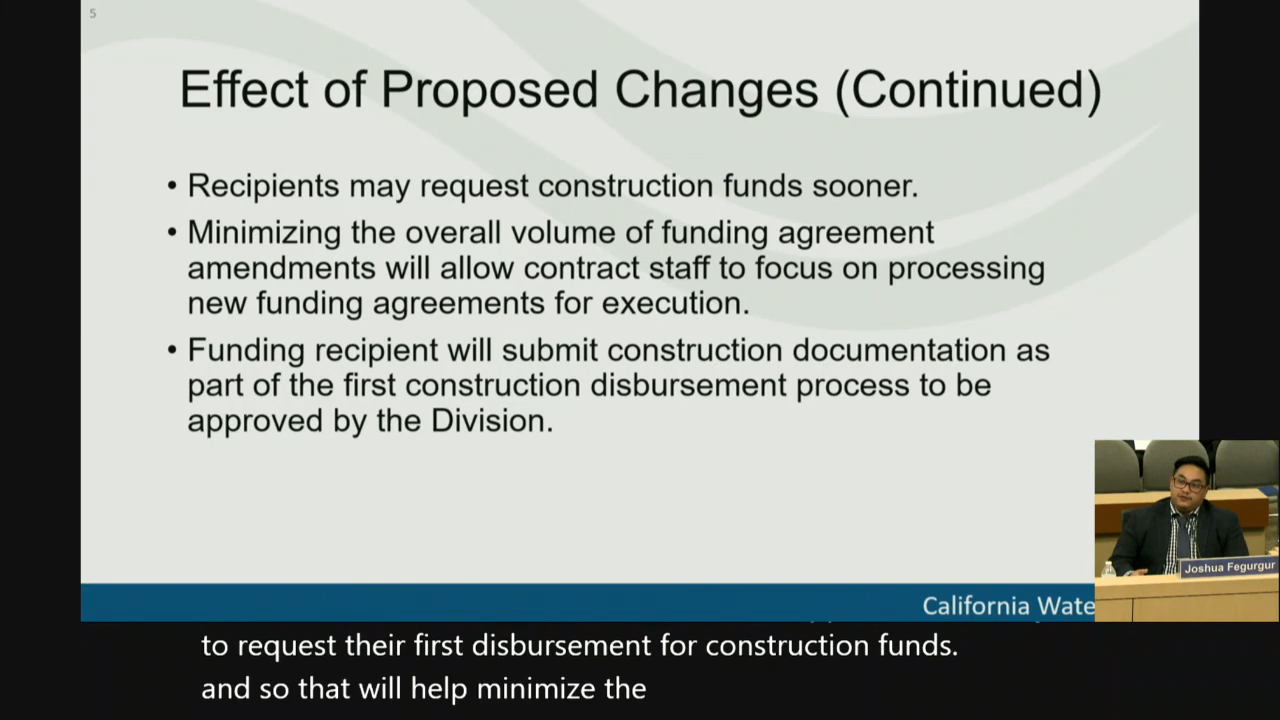 5
Effect of Proposed Changes (Continued)
• Recipients may request construction funds sooner.
• Minimizing the overall volume of funding agreement
amendments will allow contract staff to focus on processing
new funding agreements for execution.
• Funding recipient will submit construction documentation as
part of the first construction disbursement process to be
approved by the Division.
Joshua Fegurgur
California Wate
to request their first disbursement for construction funds.
and so that will help minimize the